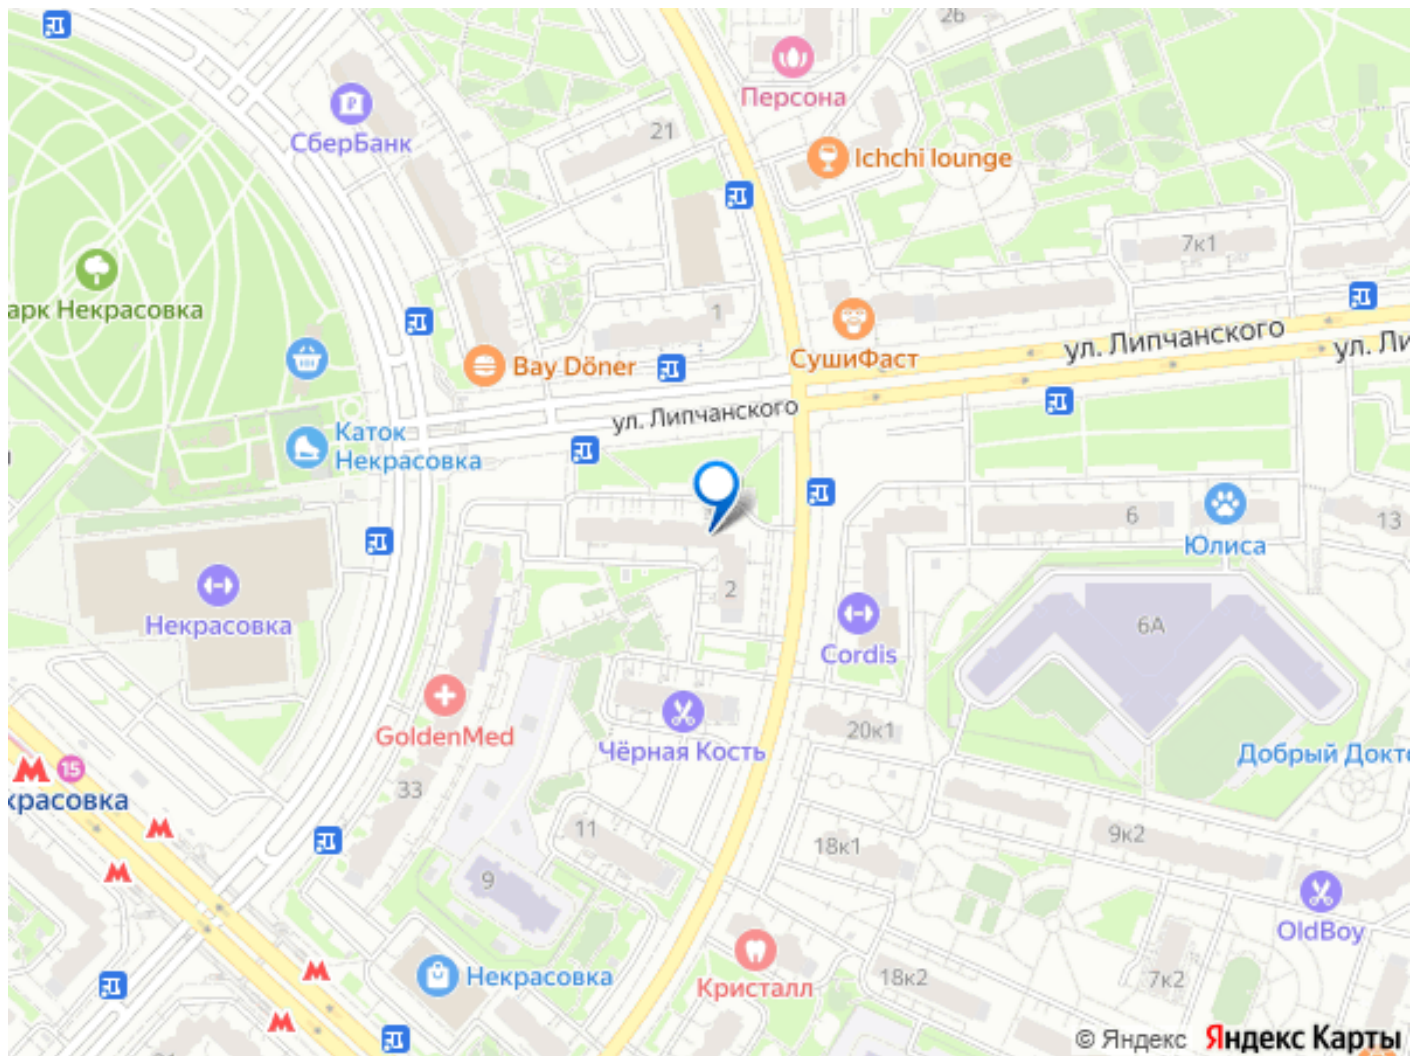 26
Персона
СберБанк
21
Ichchi lounge
7к1
арк Некрасовка
1
ул. Липчанского
ул. Ли
СушиФаст
Bay Döner
ул. Липчанского
Каток
Некрасовка
6
13
Юлиса
2
6А
Некрасовка
Cordis
GoldenMed
20к1
Чёрная Кость
Добрый Докт
15
красовка
33
11
18к1
9к2
9
OldBoy
Некрасовка
Кристалл
18к2
7к2
© Яндекс Яндекс Карты